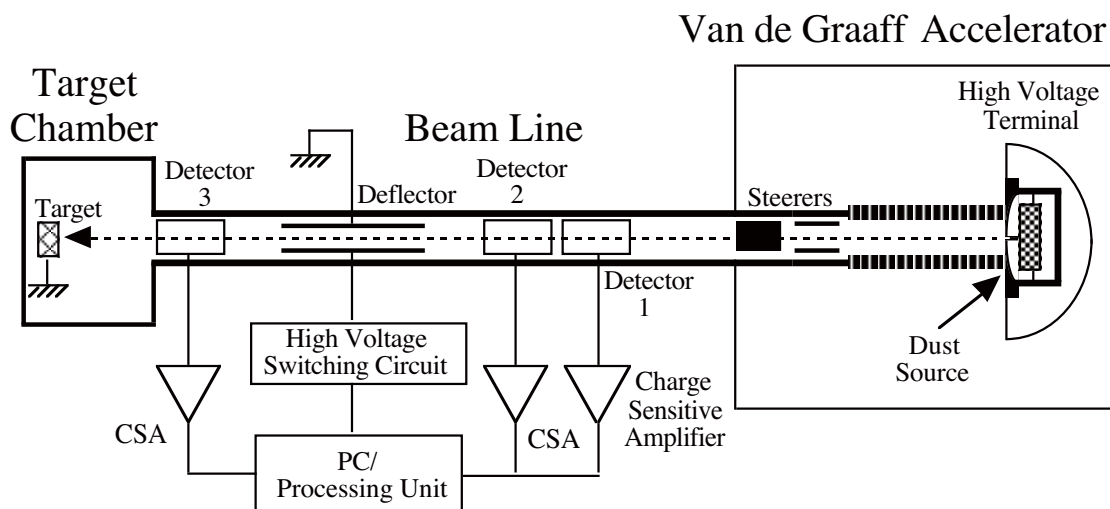 Van de Graaff Accelerator
Target
Chamber
Beam Line
High Voltage
Terminal
Detector
3
Deflector
Detector
2
Steerers
Target
Detector
1
High Voltage
Switching Circuit
Dust
Source
CSA
CSA
Charge
Sensitive
Amplifier
PC/
Processing Unit